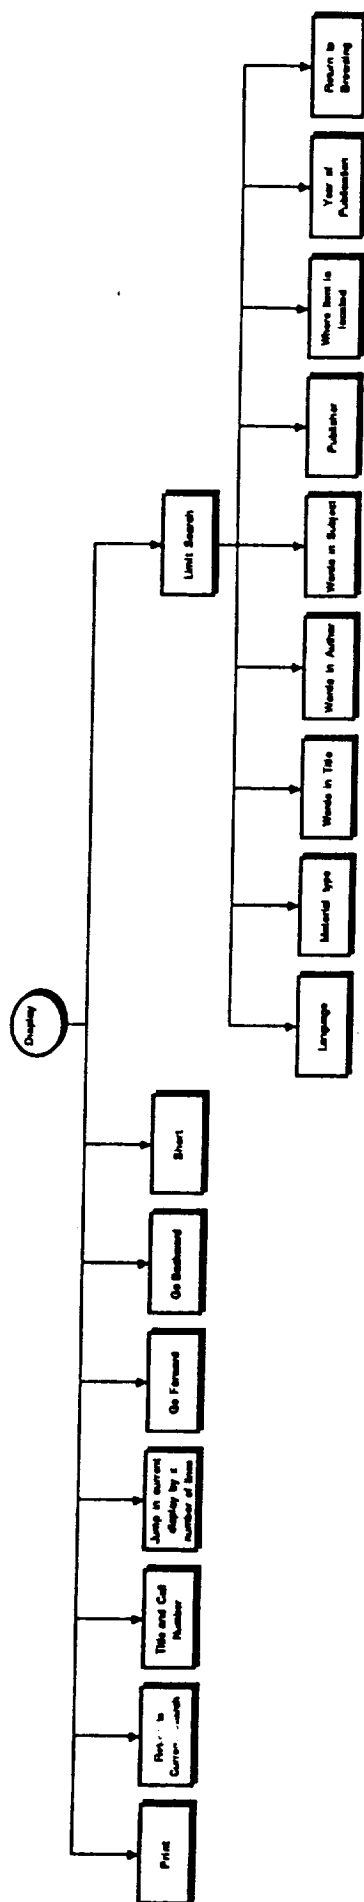 Display
Print
Return to
Current Search
Title and Call
Number
Jump in current
display by a
number of lines
Go Forward
Go Backward
Short
Limit Search
Language
Material type
Words in Title
Words in Author
Words in Subject
Publisher
Where item is
located
Year of
Publication
Return to
Browsing